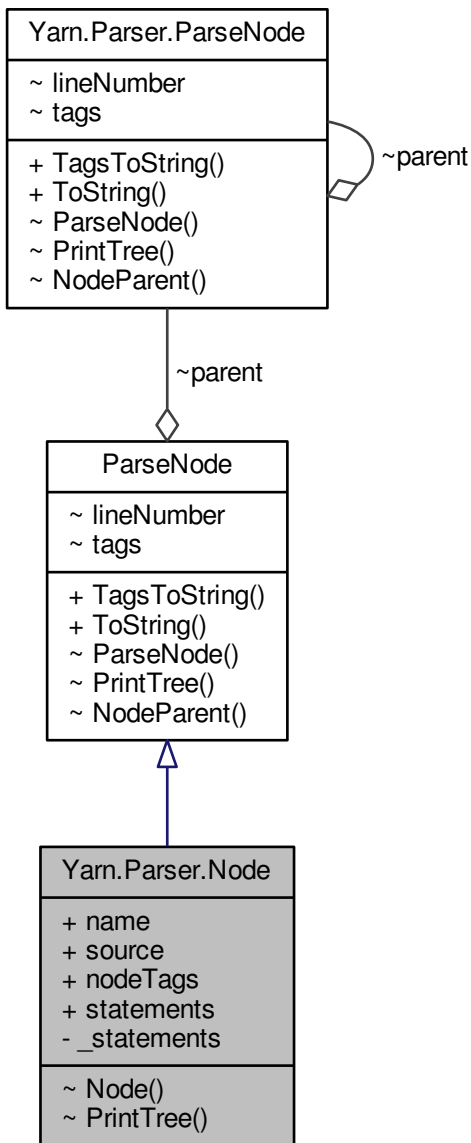 Yarn.Parser.ParseNode
~ lineNumber
~ tags
+ TagsToString()
+ ToString()
~ ParseNode()
~ PrintTree()
~ NodeParent()
~parent
~parent
ParseNode
~ lineNumber
~ tags
+ TagsToString()
+ ToString()
~ ParseNode()
~ PrintTree()
~ NodeParent()
Yarn.Parser.Node
+ name
+ source
+ nodeTags
+ statements
- _statements
~ Node()
~ PrintTree()